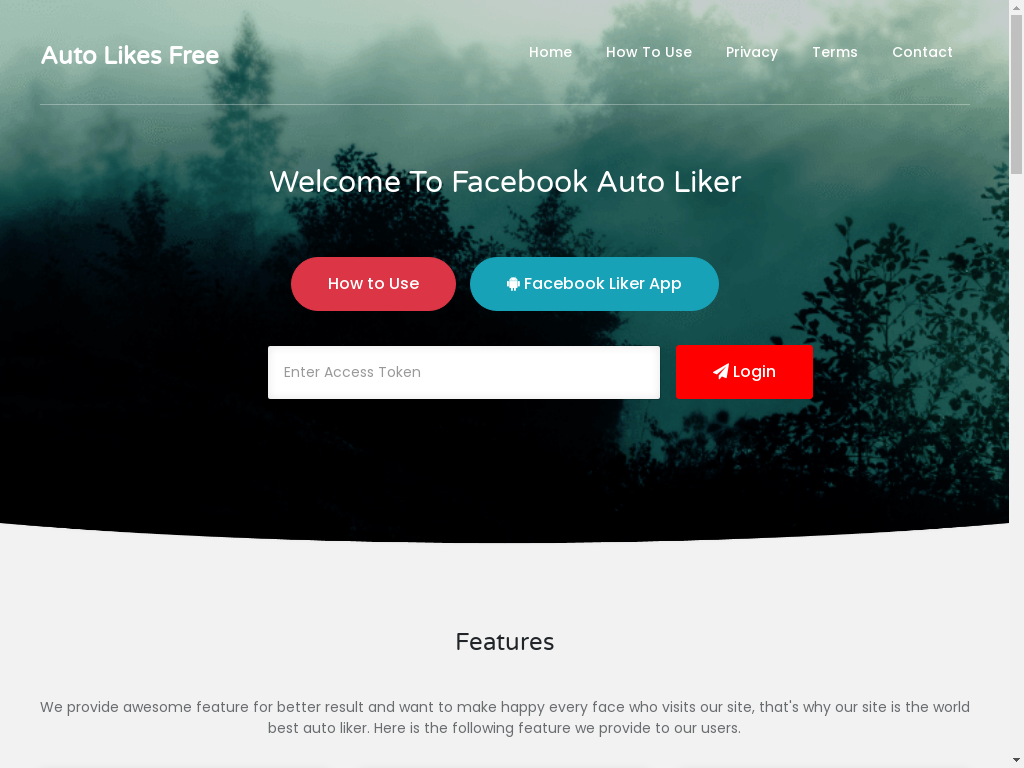 Auto Likes Free
Home How To Use Privacy Terms Contact
Welcome To Facebook Auto Liker
How to Use
Facebook Liker App
Enter Access Token
Login
Features
We provide awesome feature for better result and want to make happy every face who visits our site, that's why our site is the world
best auto liker. Here is the following feature we provide to our users.